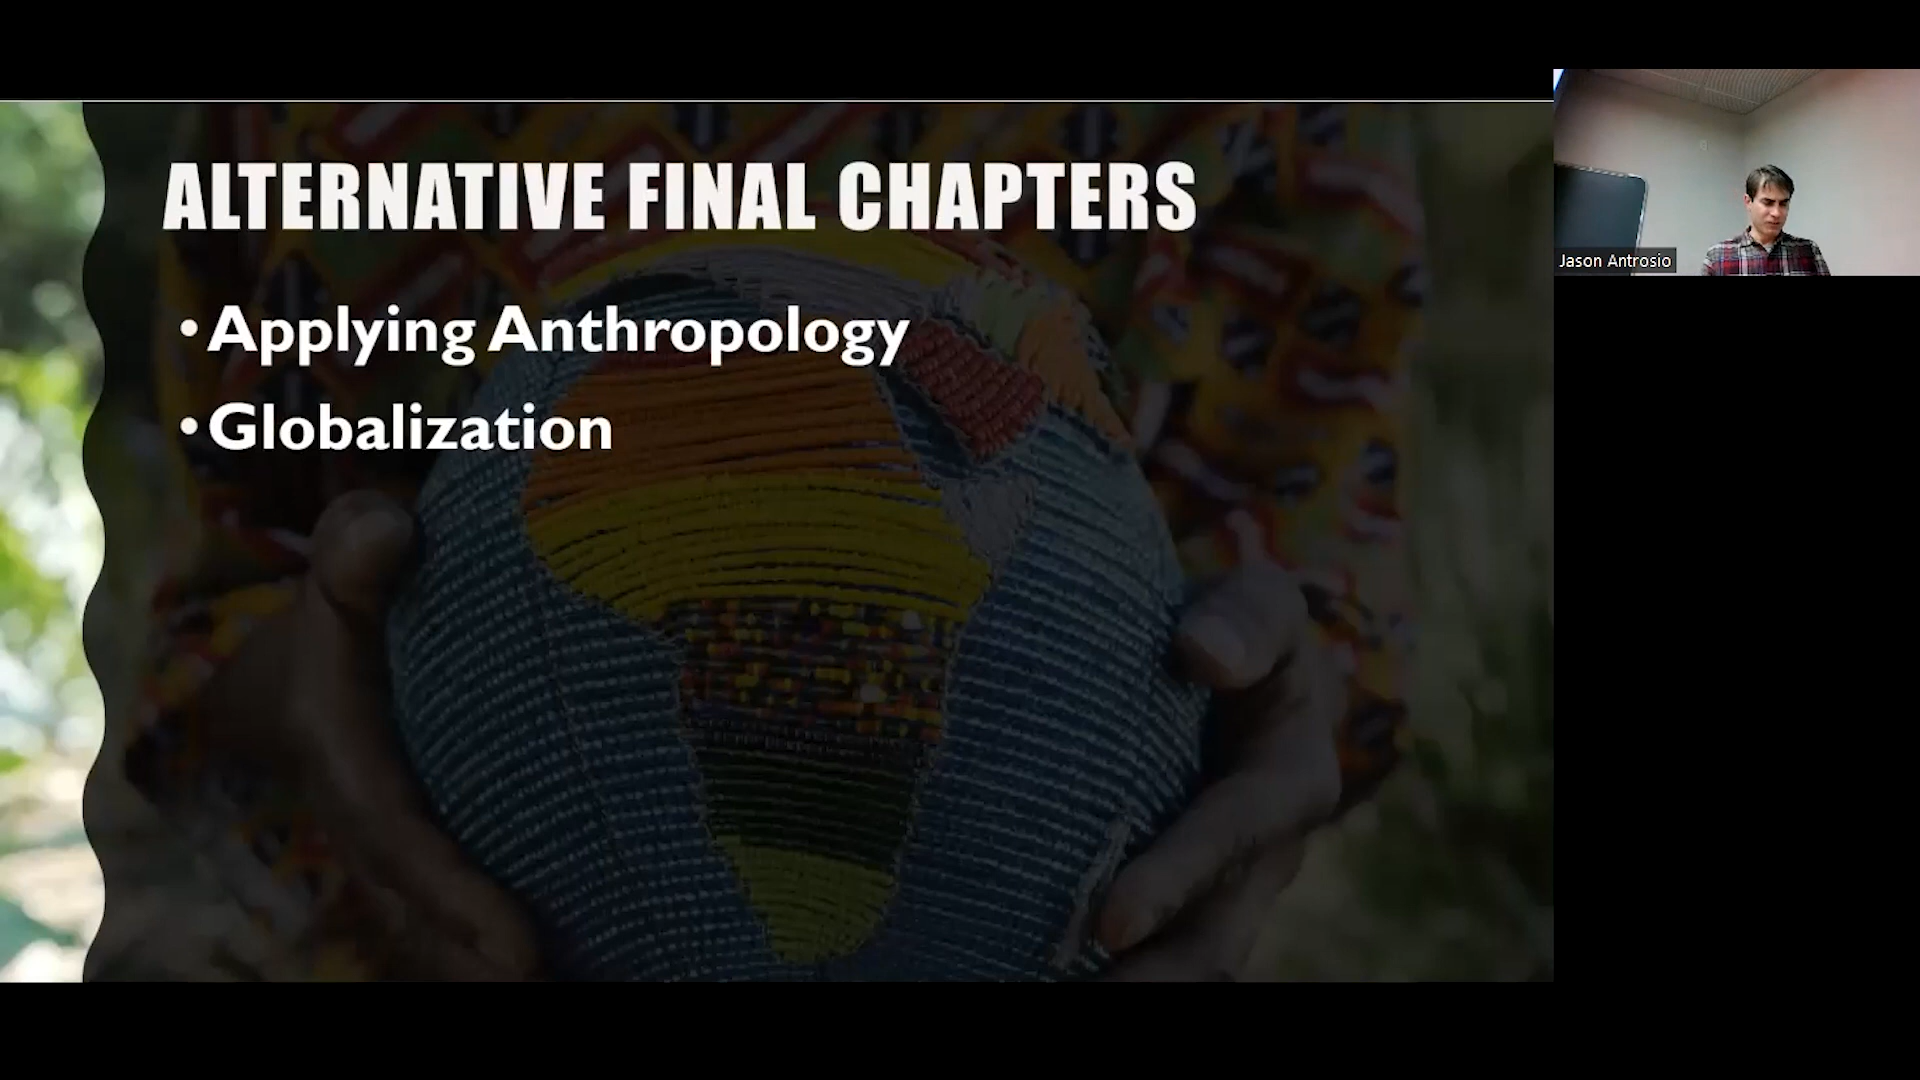 ALTERNATIVE FINAL CHAPTERS
• Applying Anthropology
• Globalization
Jason Antrosio